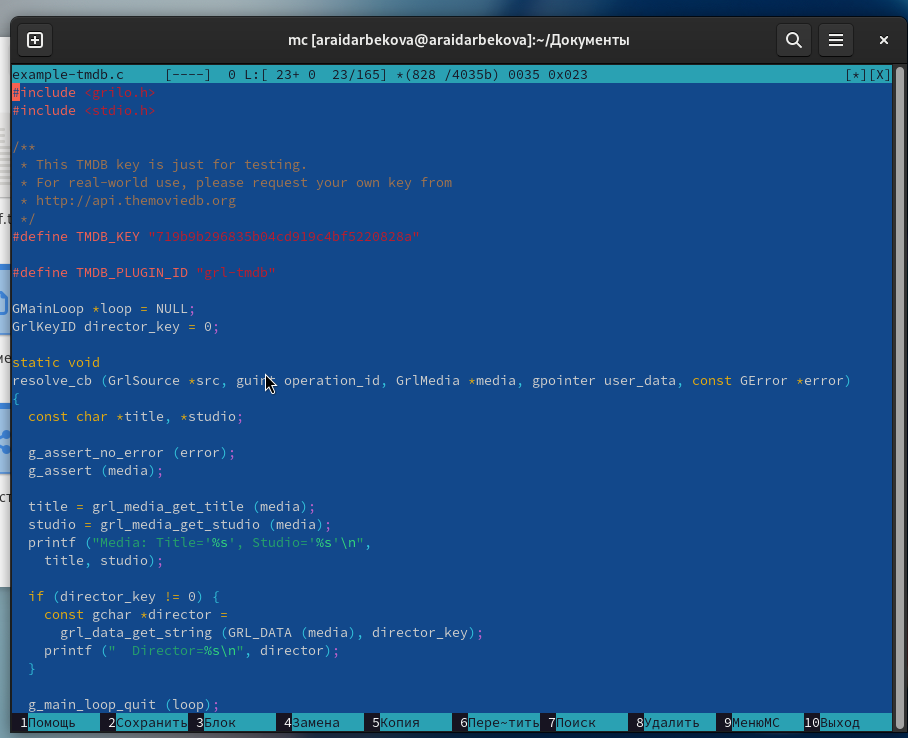 mc [araidarbekova@araidarbekova]:~/Документы
example-tmdb.c [----] 0 L:[ 23+ 0 23/165] *(828 /4035b) 0035 0x023 [*][X]
#include <grilo.h>
#include <stdio.h>
/**
* This TMDB key is just for testing.
* For real-world use, please request your own key from
* http://api.themoviedb.org
*/
#define TMDB_KEY "719b9b296835b04cd919c4bf5220828a"
#define TMDB_PLUGIN_ID "grl-tmdb"
GMainLoop *loop = NULL;
GrlKeyID director_key = 0;
static void
resolve_cb (GrlSource *src, guint operation_id, GrlMedia *media, gpointer user_data, const GError *error)
{
const char *title, *studio;
g_assert_no_error (error);
g_assert (media);
title = grl_media_get_title (media);
studio = grl_media_get_studio (media);
printf ("Media: Title='%s', Studio='%s'\n",
title, studio);
if (director_key != 0) {
const gchar *director =
grl_data_get_string (GRL_DATA (media), director_key);
printf ("  Director=%s\n", director);
}
g_main_loop_quit (loop);
1Помощь 2Сохранить 3Блок 4Замена 5Копия 6Пере~тить 7Поиск 8Удалить 9МенюMC 10Выход